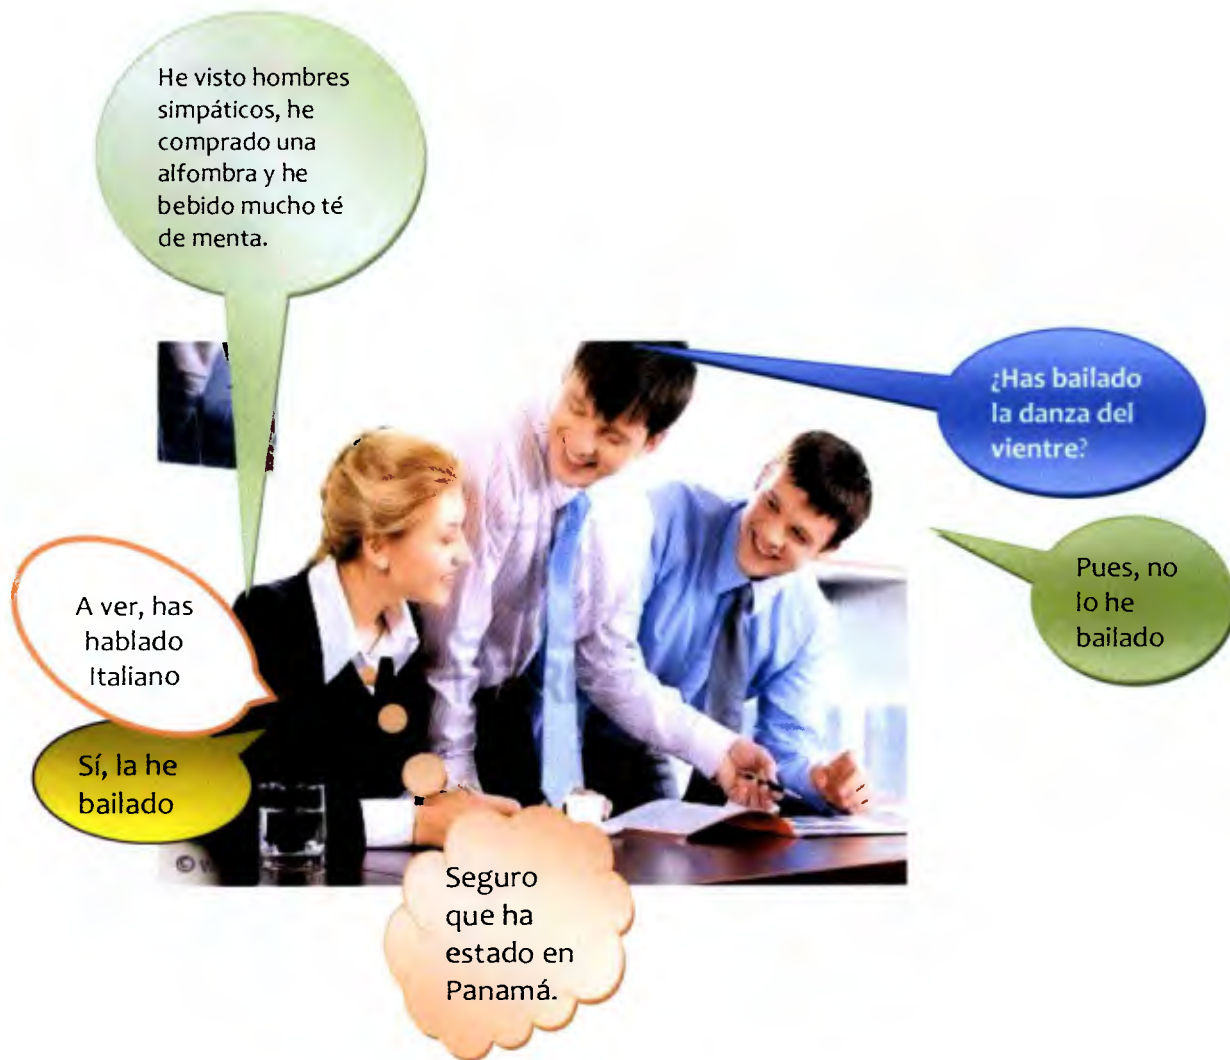 He visto hombres
simpáticos, he
comprado una
alfombra y he
bebido mucho té
de menta.
¿Has bailado
la danza del
vientre?
Pues, no
lo he
bailado
A ver, has
hablado
Italiano
Sí, la he
bailado
Seguro
que ha
estado en
Panamá.